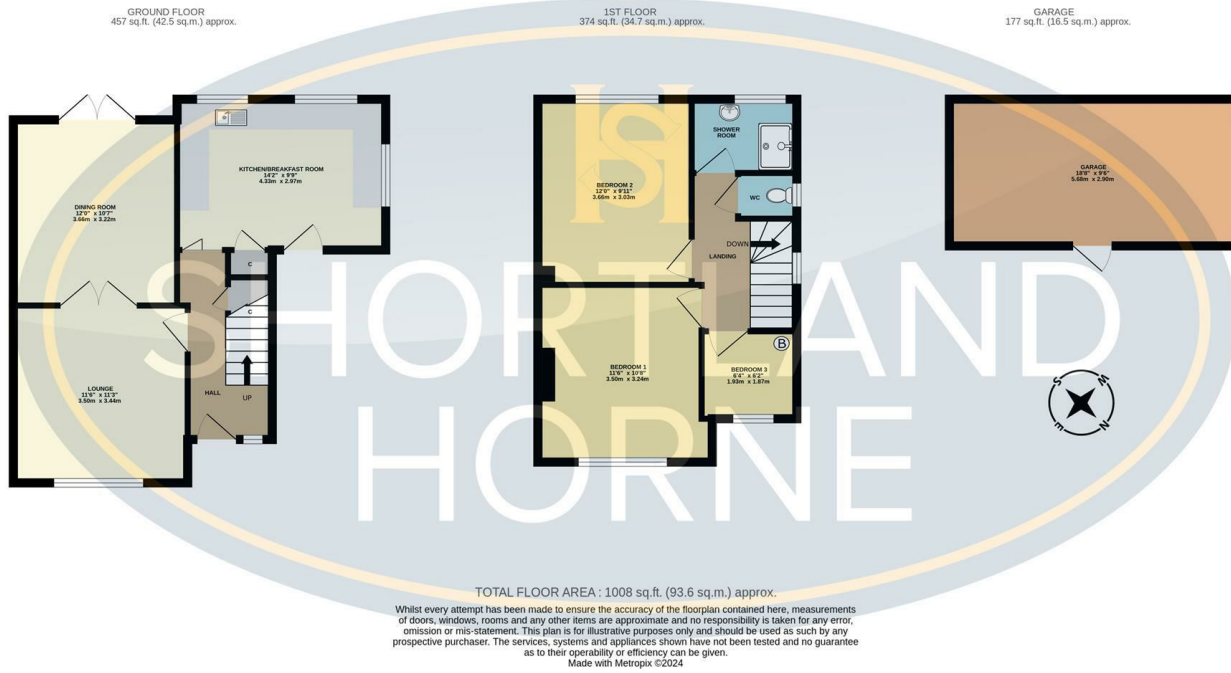 GROUND FLOOR
457 sq.ft. (42.5 sq.m.) approx.
1ST FLOOR
374 sq.ft. (34.7 sq.m.) approx.
GARAGE
177 sq.ft. (16.5 sq.m.) approx.
KITCHEN/BREAKFAST ROOM
14'2" x 9'9"
4.33m x 2.97m
DINING ROOM
12'0" x 10'7"
3.66m x 3.22m
C
C
LOUNGE
11'6" x 11'3"
3.50m x 3.44m
HALL
UP
SHOWER
ROOM
BEDROOM 2
12'0" x 9'11"
3.66m x 3.03m
WC
DOWN
LANDING
BEDROOM 1
11'6" x 10'8"
3.50m x 3.24m
B
BEDROOM 3
6'4" x 6'2"
1.93m x 1.87m
GARAGE
18'8" x 9'6"
5.68m x 2.90m
S
W
E
N
SH
SHORTLAND
HORNE
TOTAL FLOOR AREA : 1008 sq.ft. (93.6 sq.m.) approx.
Whilst every attempt has been made to ensure the accuracy of the floorplan contained here, measurements
of doors, windows, rooms and any other items are approximate and no responsibility is taken for any error,
omission or mis-statement. This plan is for illustrative purposes only and should be used as such by any
prospective purchaser. The services, systems and appliances shown have not been tested and no guarantee
as to their operability or efficiency can be given.
Made with Metropix ©2024